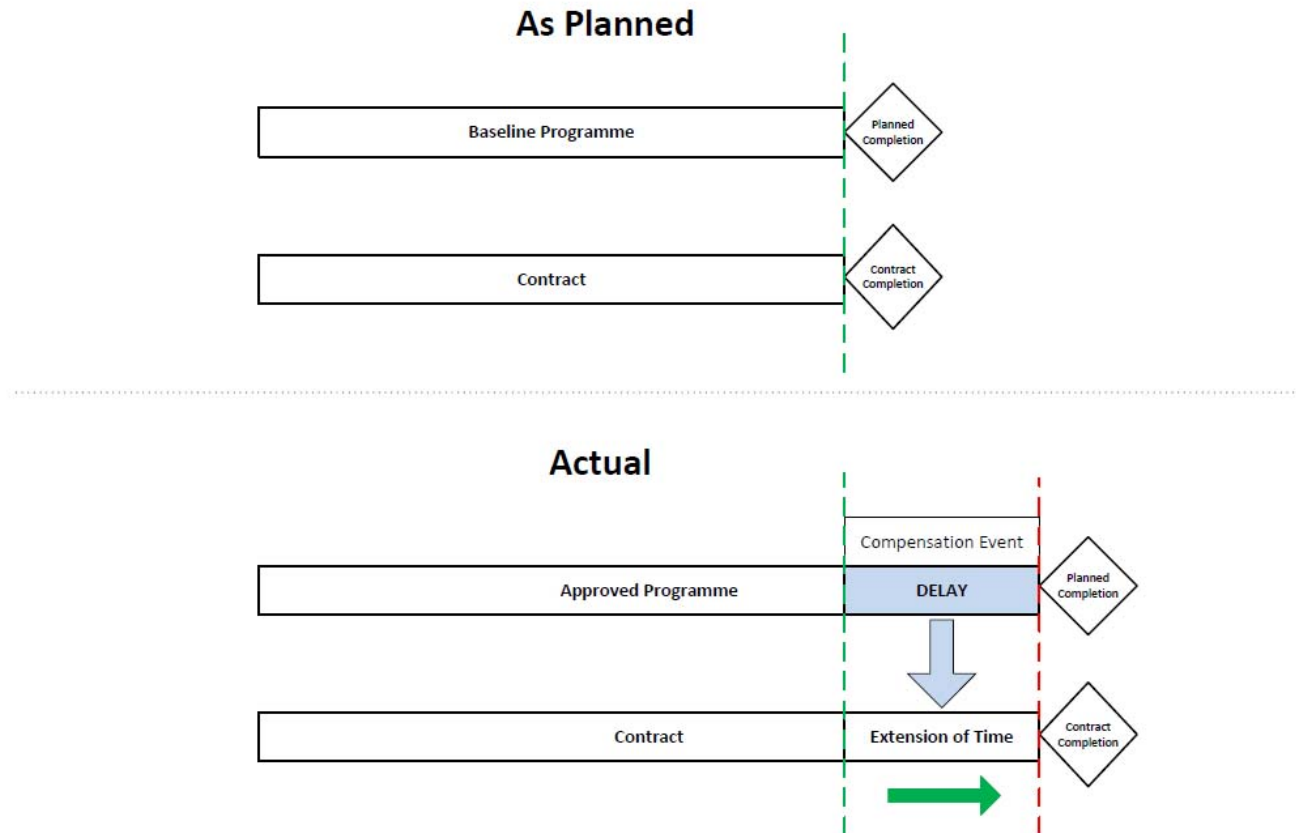 As Planned
Baseline Programme
Planned
Completion
Contract
Contract
Completion
Actual
Compensation Event
Approved Programme
DELAY
Planned
Completion
Contract
Extension of Time
Contract
Completion